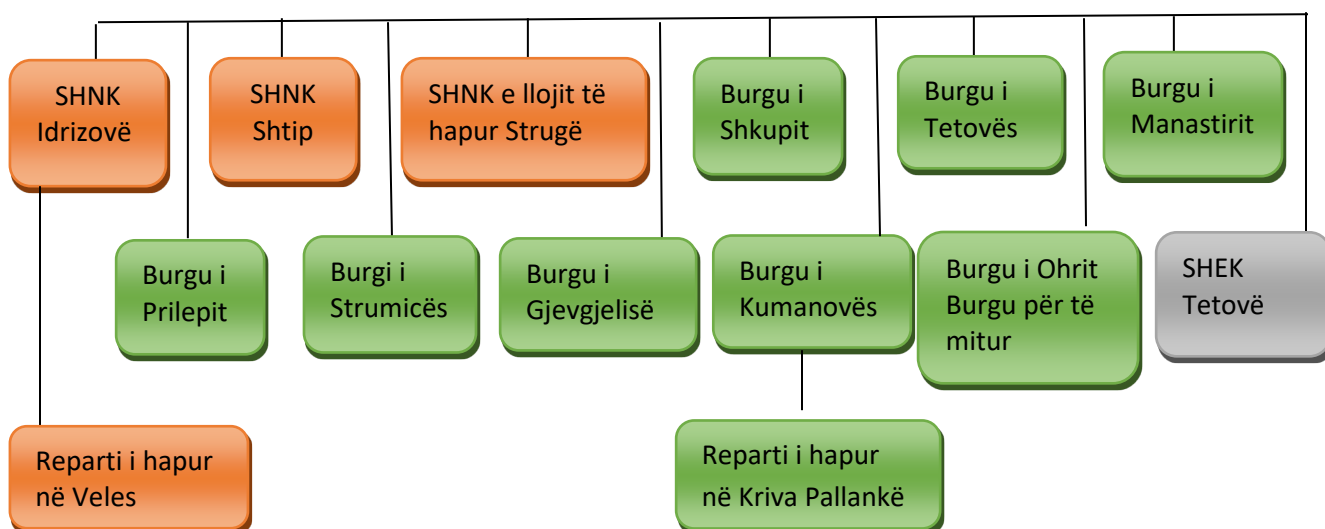 SHNK
Idrizovë
SHNK
Shtip
SHNK e llojit të
hapur Strugë
Burgu i
Shkupit
Burgu i
Tetovës
Burgu i
Manastirit
Burgu i
Prilepit
Burgi i
Strumicës
Burgu i
Gjevgjelisë
Burgu i
Kumanovës
Burgu i Ohrit
Burgu për të
mitur
SHEK
Tetovë
Reparti i hapur
në Veles
Reparti i hapur
në Kriva Pallankë